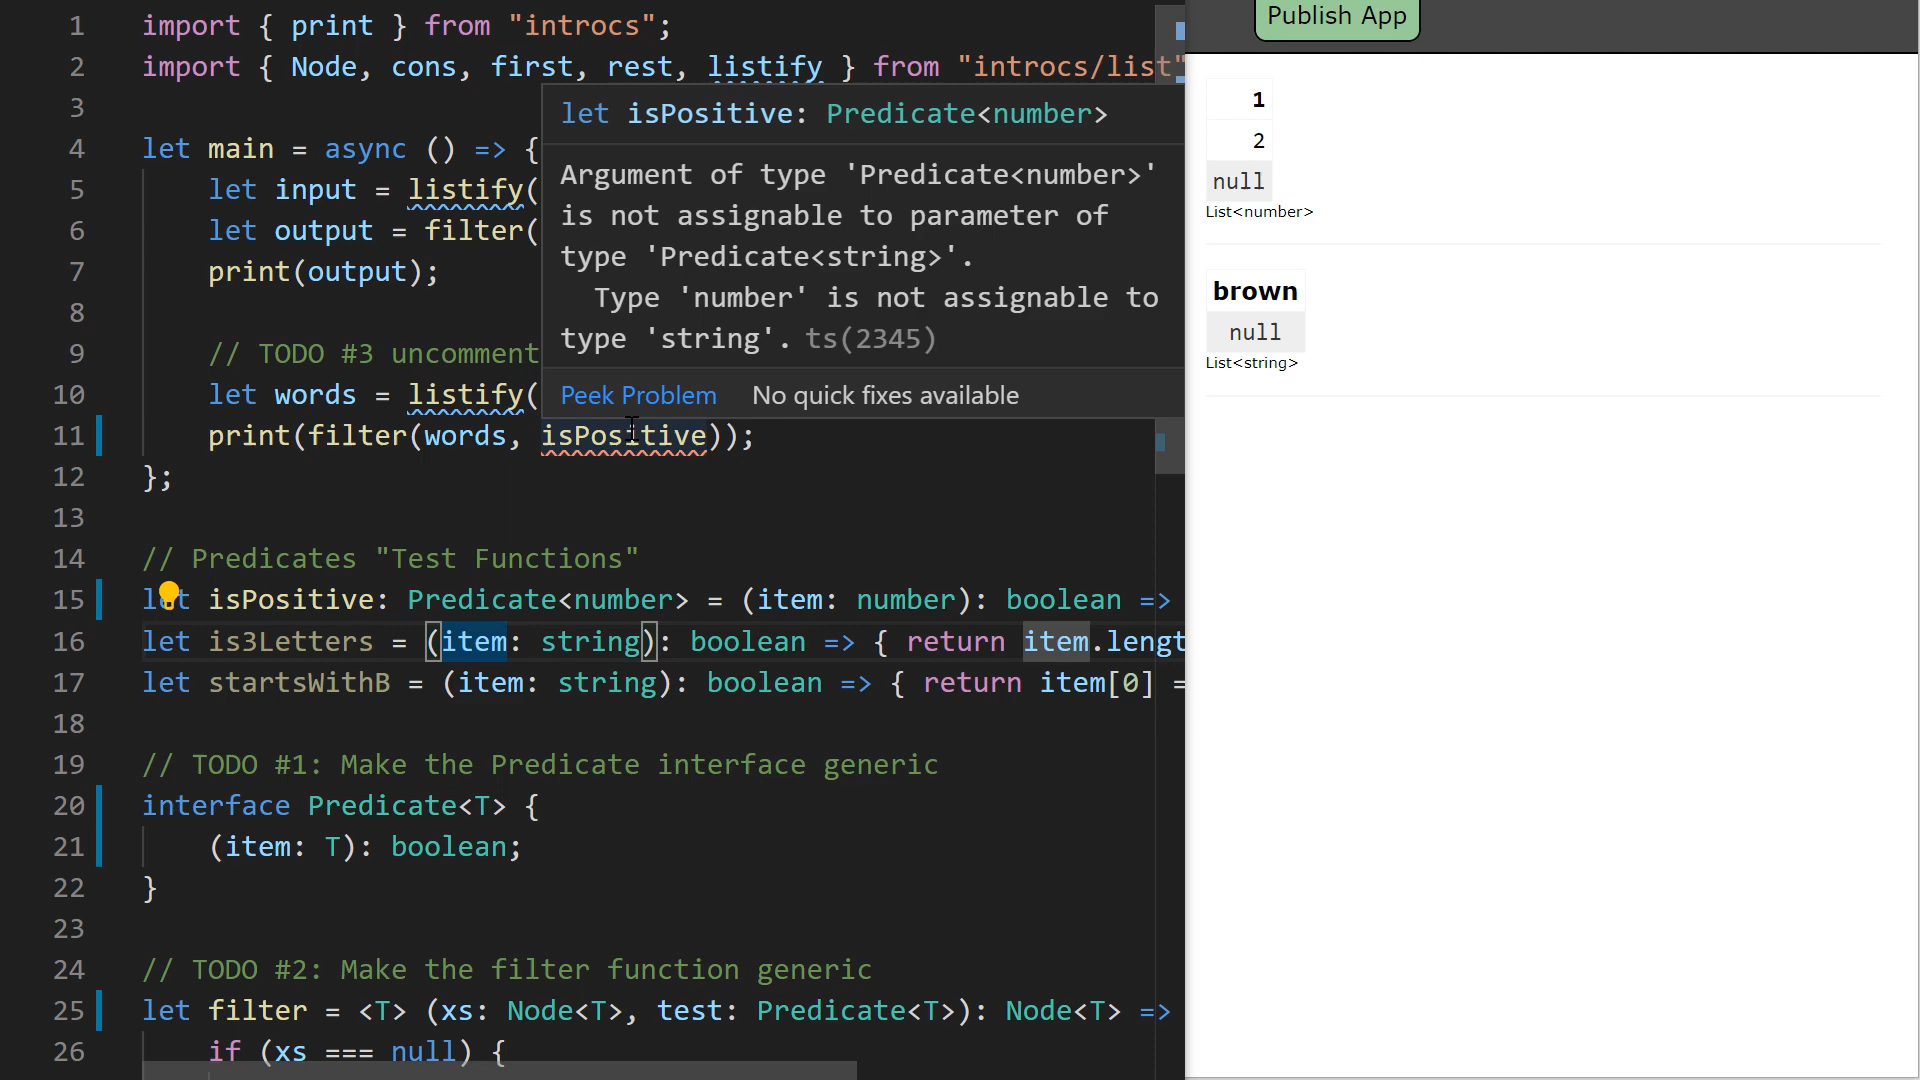 1 import { print } from "introcs";
2 import { Node, cons, first, rest, listify } from "introcs/list"
3
4 let main = async () => {
5 let input = listify(
6 let output = filter(
7 print(output);
8
9 // TODO #3 uncomment
10 let words = listify(
11 print(filter(words, isPositive));
12 };
13
14 // Predicates "Test Functions"
15 let isPositive: Predicate<number> = (item: number): boolean =>
16 let is3Letters = (item: string): boolean => { return item.lengt
17 let startsWithB = (item: string): boolean => { return item[0] =
18
19 // TODO #1: Make the Predicate interface generic
20 interface Predicate<T> {
21 (item: T): boolean;
22 }
23
24 // TODO #2: Make the filter function generic
25 let filter = <T> (xs: Node<T>, test: Predicate<T>): Node<T> =>
26 if (xs === null) {
let isPositive: Predicate<number>
Argument of type 'Predicate<number>'
is not assignable to parameter of
type 'Predicate<string>'.
Type 'number' is not assignable to
type 'string'. ts(2345)
Peek Problem No quick fixes available
Publish App
1
2
null
List<number>
brown
null
List<string>